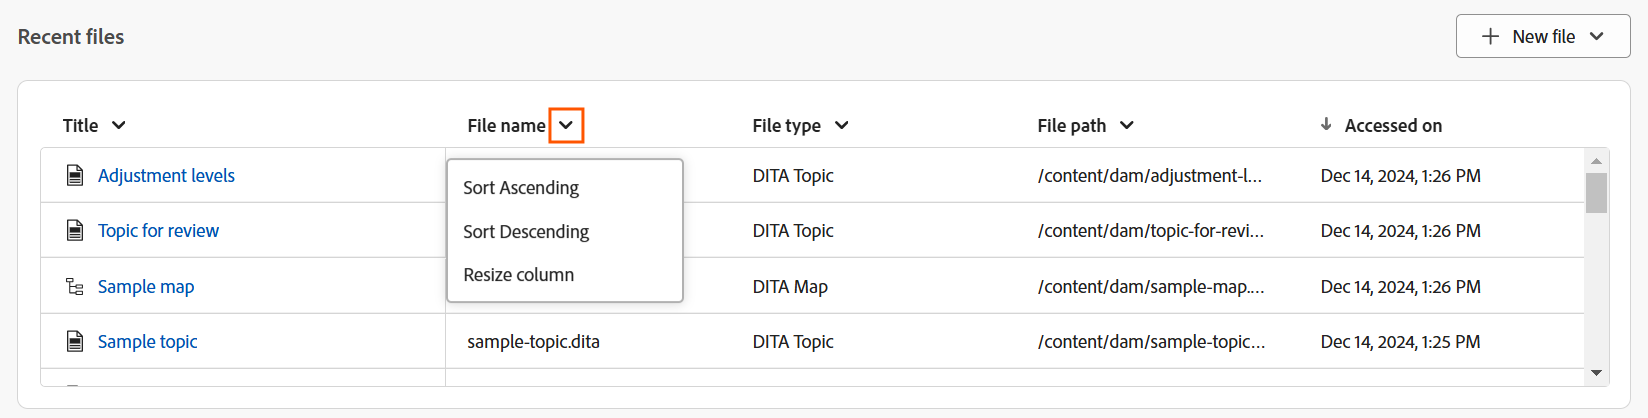 Recent files
New file
Title File name File type File path Accessed on
Adjustment levels DITA Topic /content/dam/adjustment-l... Dec 14, 2024, 1:26 PM
Sort Ascending
Topic for review DITA Topic /content/dam/topic-for-revi... Dec 14, 2024, 1:26 PM
Sort Descending
Resize column
Sample map DITA Map /content/dam/sample-map.... Dec 14, 2024, 1:26 PM
Sample topic sample-topic.dita DITA Topic /content/dam/sample-topic... Dec 14, 2024, 1:25 PM